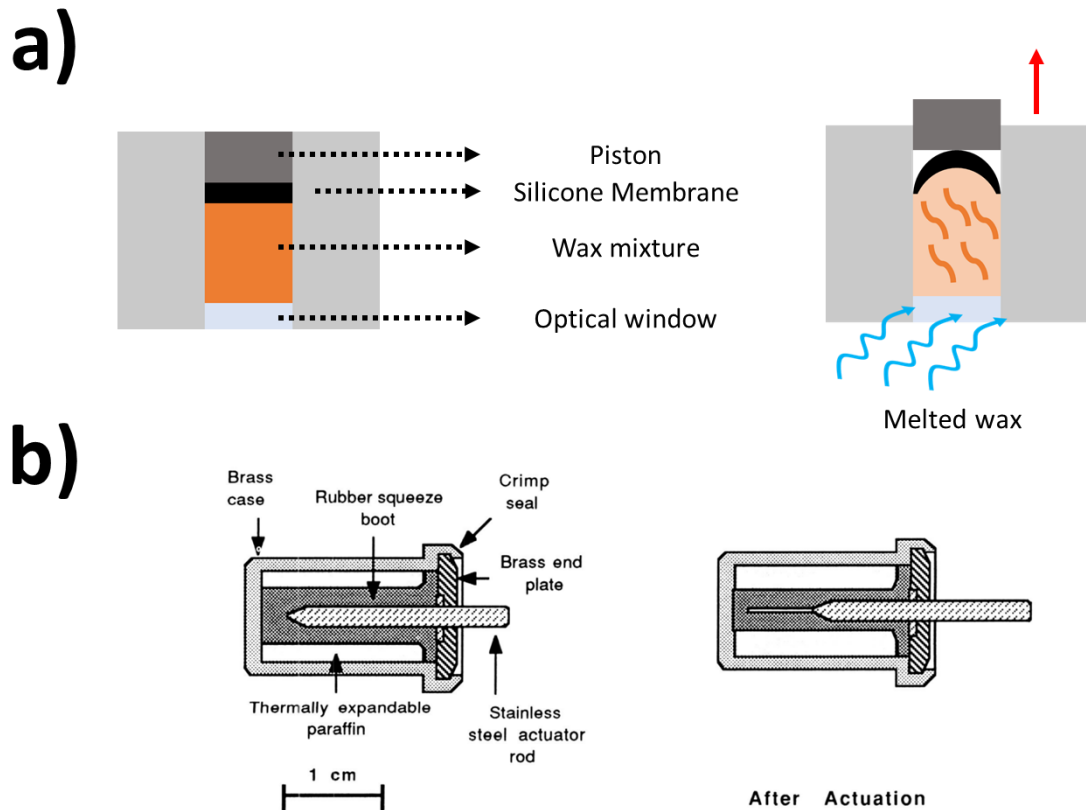 a)
Piston
Silicone Membrane
Wax mixture
Optical window
Melted wax
b)
Brass
case
Rubber squeeze
boot
Crimp
seal
Brass end
plate
Thermally expandable
paraffin
Stainless
steel actuator
rod
1 cm
After Actuation